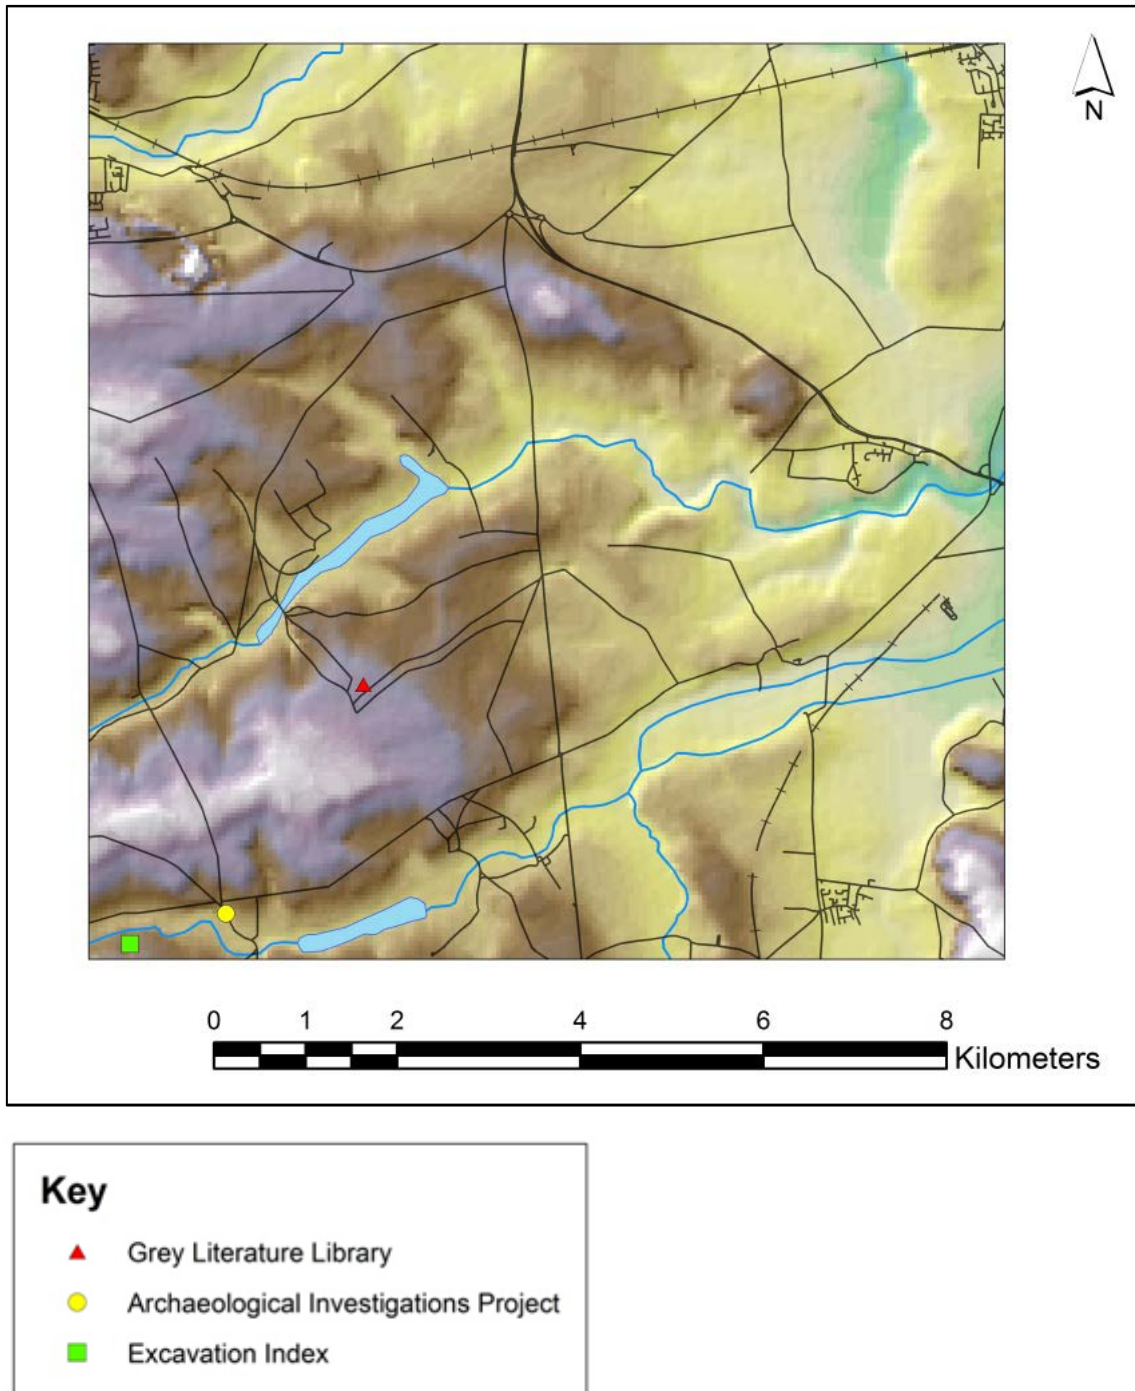 N
0 1 2 4 6 8
Kilometers
Key
Grey Literature Library
Archaeological Investigations Project
Excavation Index